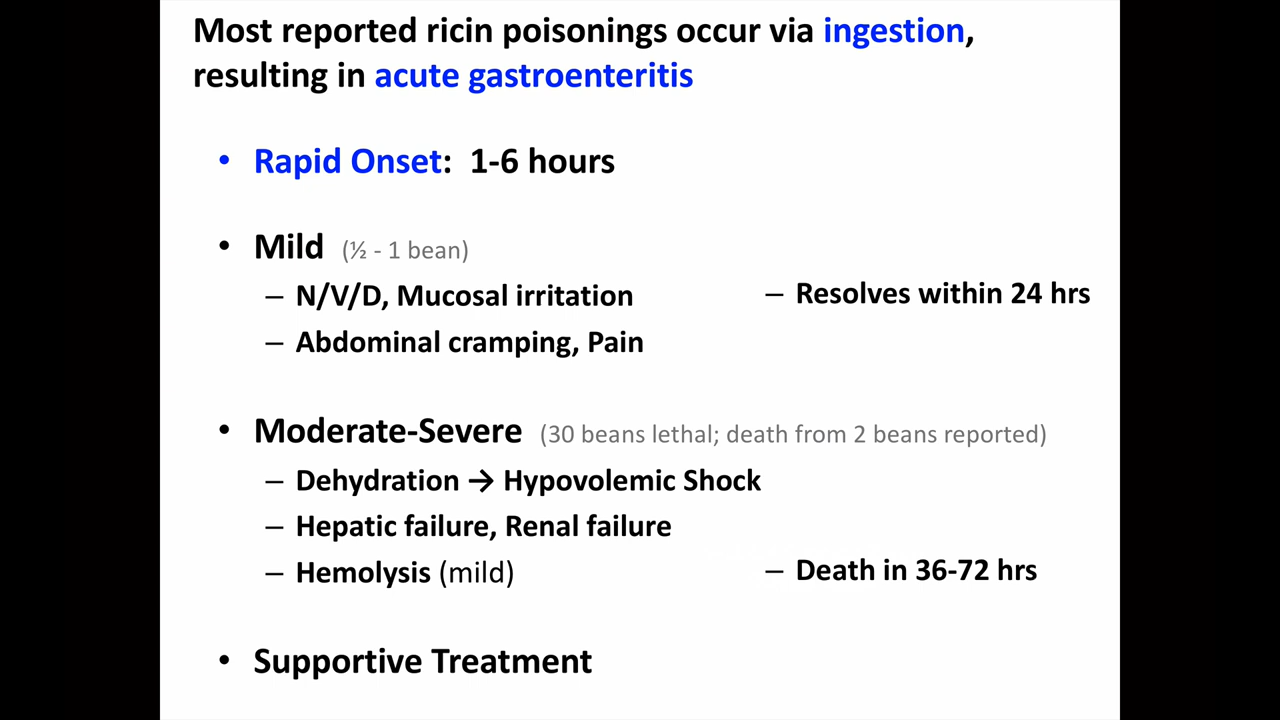 Most reported ricin poisonings occur via ingestion,
resulting in acute gastroenteritis
• Rapid Onset: 1-6 hours
• Mild (½ - 1 bean)
– N/V/D, Mucosal irritation
– Resolves within 24 hrs
– Abdominal cramping, Pain
• Moderate-Severe (30 beans lethal; death from 2 beans reported)
– Dehydration → Hypovolemic Shock
– Hepatic failure, Renal failure
– Hemolysis (mild)
– Death in 36-72 hrs
• Supportive Treatment